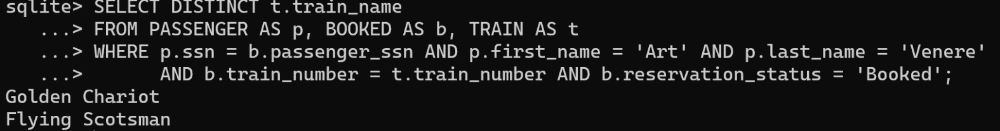 sqlite> SELECT DISTINCT t.train_name
   ...> FROM PASSENGER AS p, BOOKED AS b, TRAIN AS t
   ...> WHERE p.ssn = b.passenger_ssn AND p.first_name = 'Art' AND p.last_name = 'Venere'
   ...>       AND b.train_number = t.train_number AND b.reservation_status = 'Booked';
Golden Chariot
Flying Scotsman